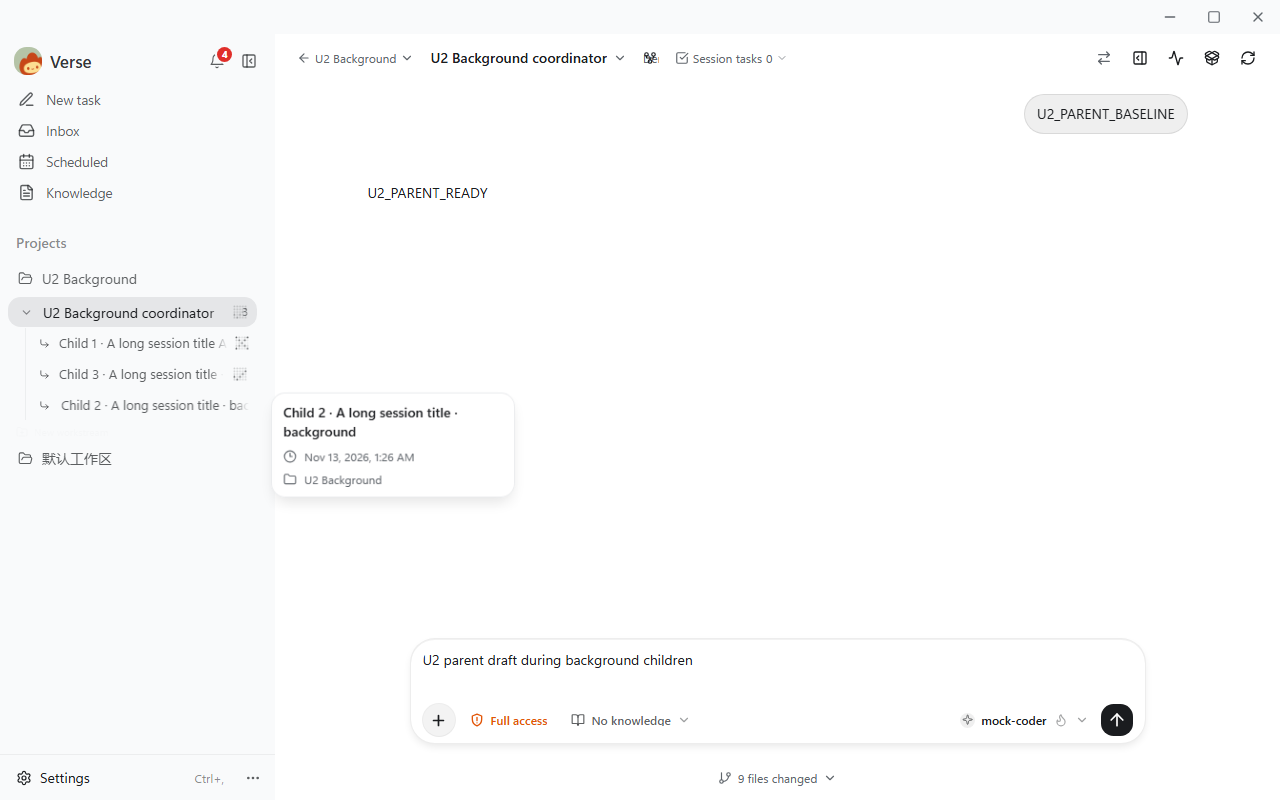 Verse
4
New task
Inbox
Scheduled
Knowledge
Projects
U2 Background
U2 Background coordinator
3
Child 1 · A long session title A
Child 3 · A long session title
Child 2 · A long session title · bac
默认工作区
Settings
Ctrl+,
U2 Background
U2 Background coordinator
Session tasks 0
U2_PARENT_BASELINE
U2_PARENT_READY
Child 2 · A long session title ·
background
Nov 13, 2026, 1:26 AM
U2 Background
U2 parent draft during background children
Full access
No knowledge
mock-coder
9 files changed